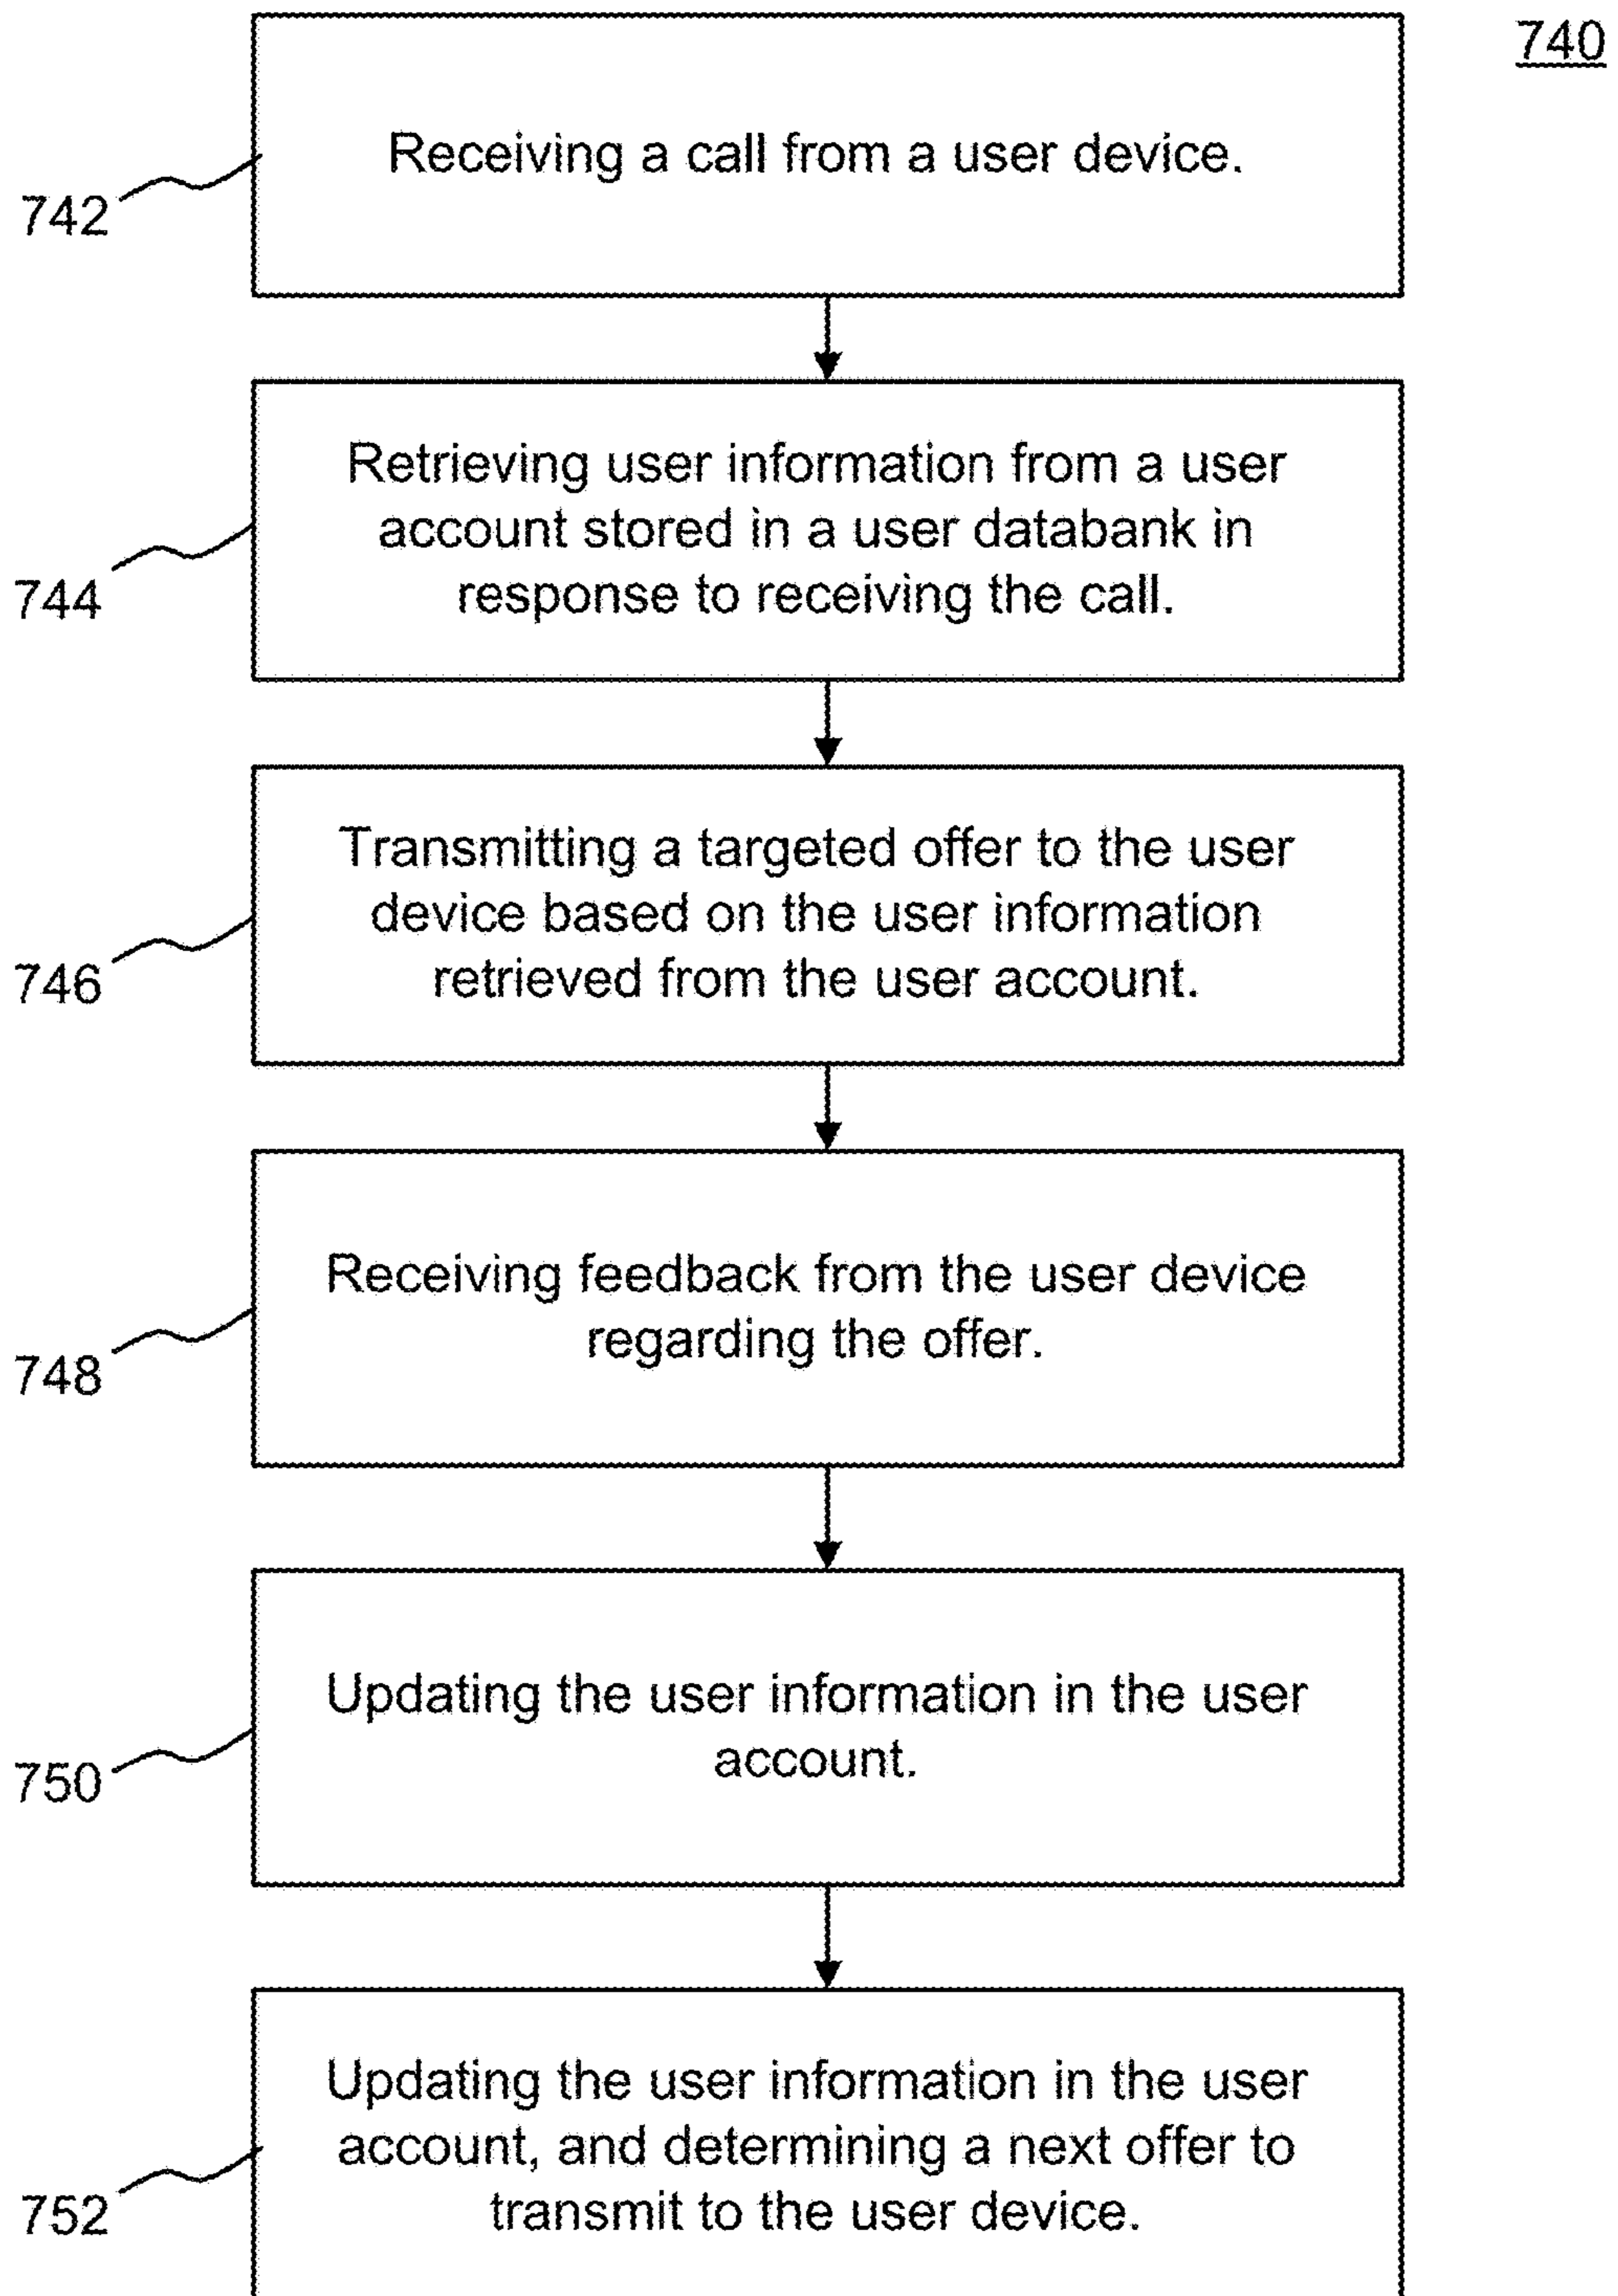 740
Receiving a call from a user device.
742
Retrieving user information from a user
account stored in a user databank in
response to receiving the call.
744
Transmitting a targeted offer to the user
device based on the user information
retrieved from the user account.
746
Receiving feedback from the user device
regarding the offer.
748
Updating the user information in the user
account.
750
Updating the user information in the user
account, and determining a next offer to
transmit to the user device.
752